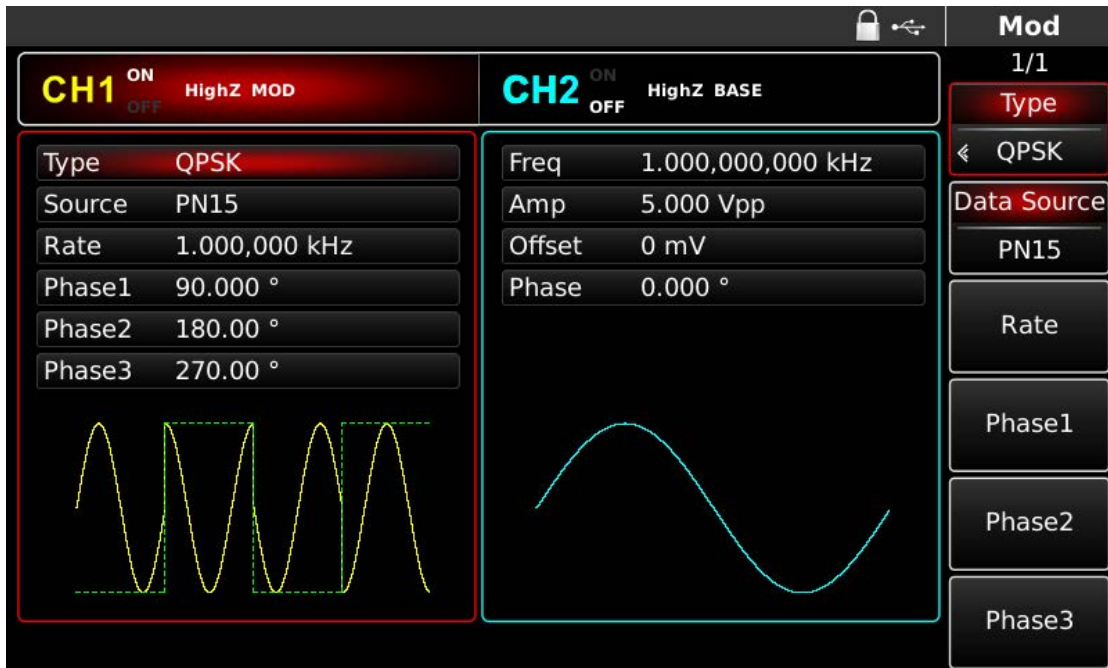 Mod
1/1
CH1 ON OFF HighZ MOD
CH2 ON OFF HighZ BASE
Type QPSK
Source PN15
Rate 1.000,000 kHz
Phase1 90.000 °
Phase2 180.00 °
Phase3 270.00 °
Freq 1.000,000,000 kHz
Amp 5.000 Vpp
Offset 0 mV
Phase 0.000 °
Type
QPSK
Data Source
PN15
Rate
Phase1
Phase2
Phase3